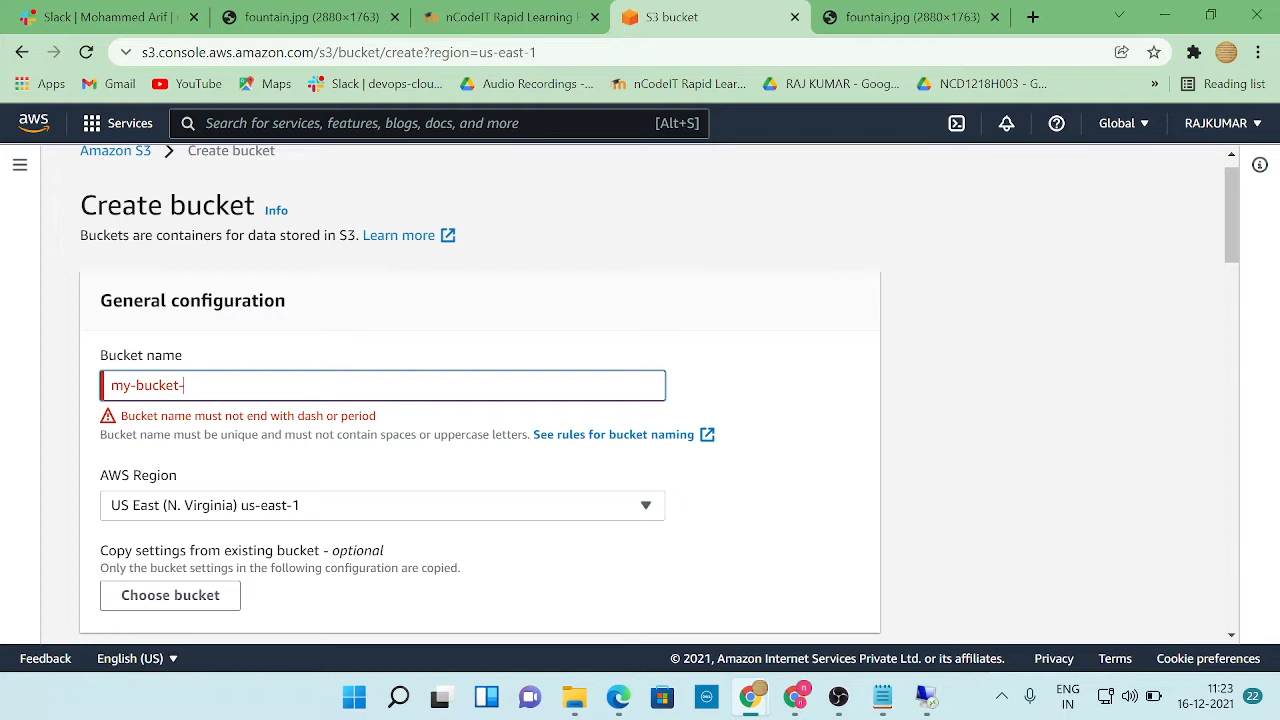 Slack | Mohammed Arif |
fountain.jpg (2880×1763)
nCodeIT Rapid Learning
S3 bucket
fountain.jpg (2880×1763)
s3.console.aws.amazon.com/s3/bucket/create?region=us-east-1
Apps
Gmail
YouTube
Maps
Slack | devops-clou...
Audio Recordings -...
nCodeIT Rapid Lear...
RAJ KUMAR - Goog...
NCD1218H003 - G...
»
Reading list
aws
Services
Search for services, features, blogs, docs, and more
[Alt+S]
Global
RAJKUMAR
Amazon S3
Create bucket
Create bucket Info
Buckets are containers for data stored in S3. Learn more
General configuration
Bucket name
my-bucket-
Bucket name must not end with dash or period
Bucket name must be unique and must not contain spaces or uppercase letters. See rules for bucket naming
AWS Region
US East (N. Virginia) us-east-1
Copy settings from existing bucket - optional
Only the bucket settings in the following configuration are copied.
Choose bucket
Feedback
English (US)
© 2021, Amazon Internet Services Private Ltd. or its affiliates.
Privacy
Terms
Cookie preferences
ENG
IN
11:23
16-12-2021
22